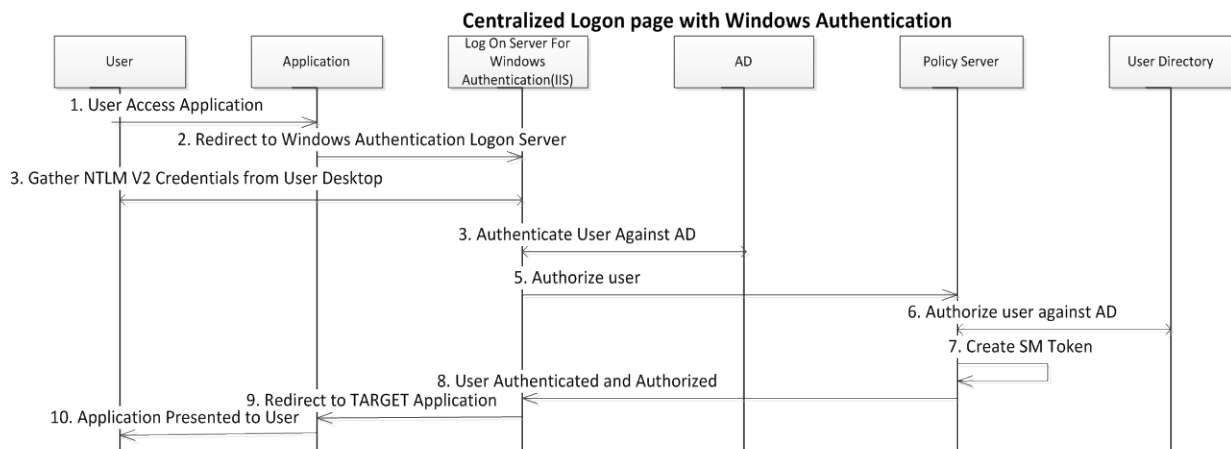 Centralized Logon page with Windows Authentication
User
Application
Log On Server For
Windows
Authentication(IIS)
AD
Policy Server
User Directory
1. User Access Application
2. Redirect to Windows Authentication Logon Server
3. Gather NTLM V2 Credentials from User Desktop
3. Authenticate User Against AD
5. Authorize user
6. Authorize user against AD
7. Create SM Token
8. User Authenticated and Authorized
9. Redirect to TARGET Application
10. Application Presented to User